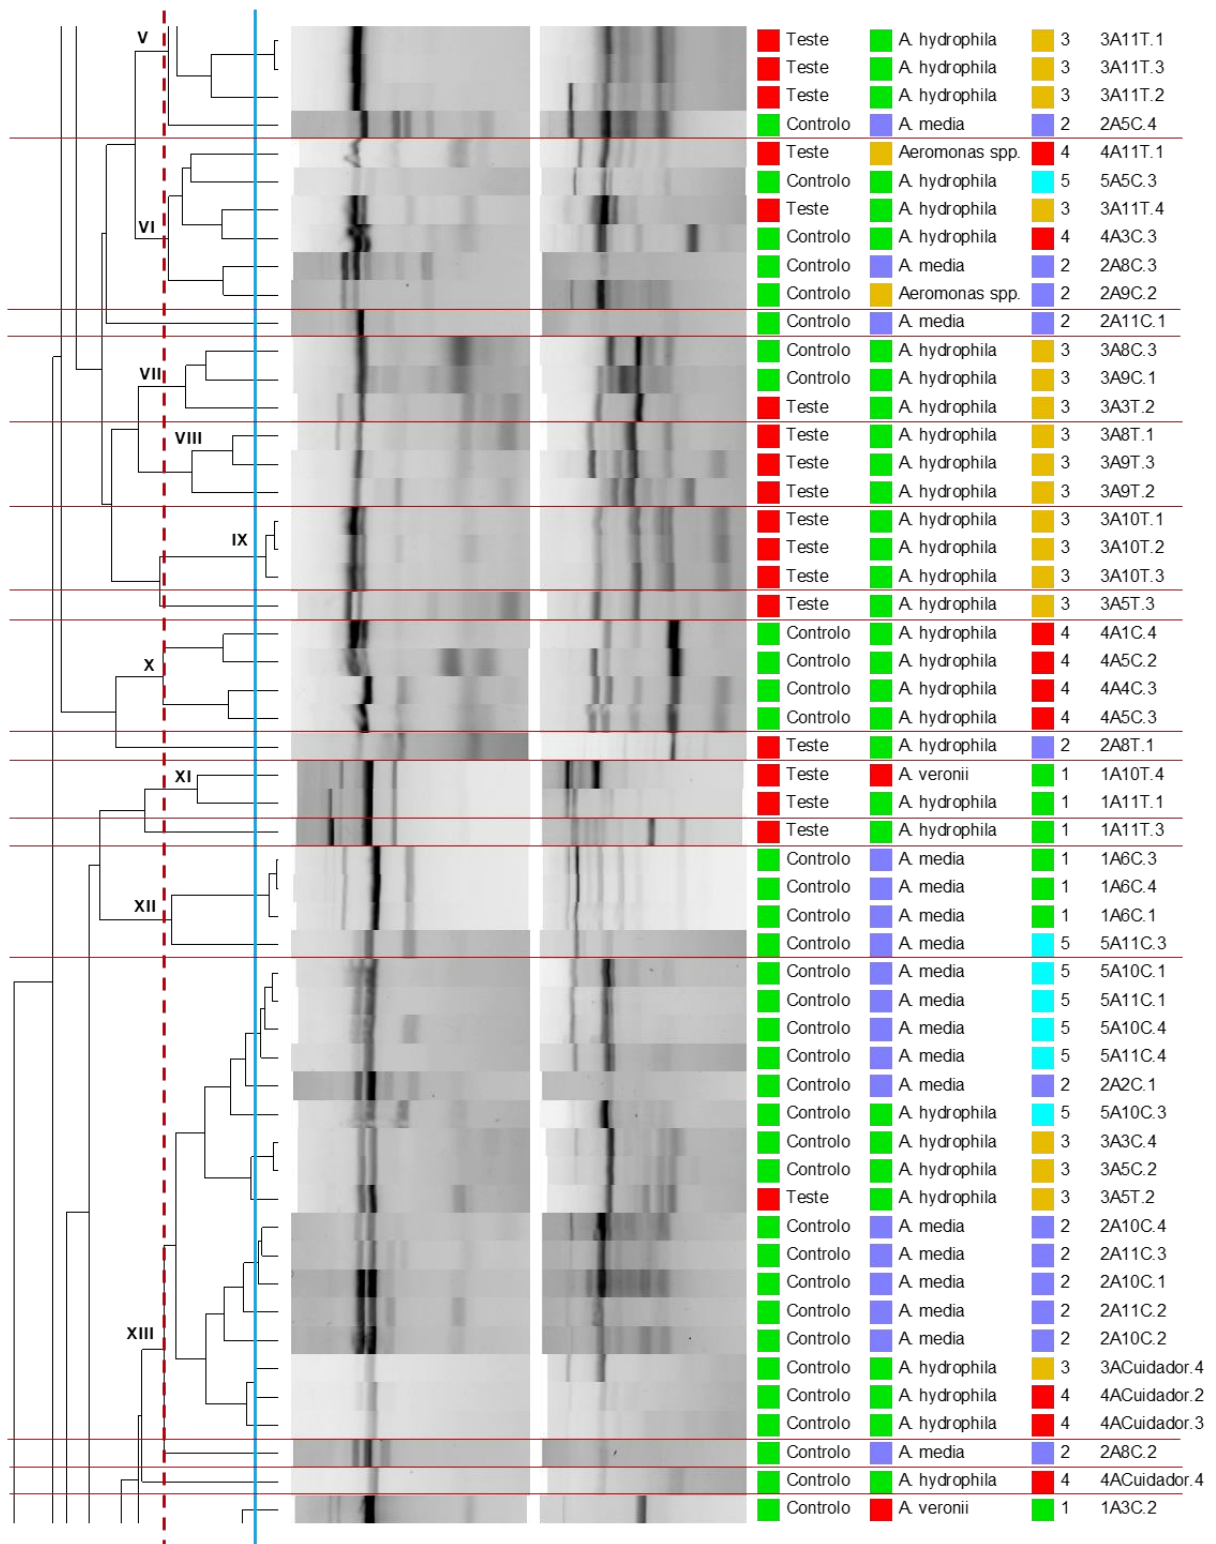 V
Teste A. hydrophila 3 3A11T.1
Teste A. hydrophila 3 3A11T.3
Teste A. hydrophila 3 3A11T.2
Controlo A. media 2 2A5C.4
Teste Aeromonas spp. 4 4A11T.1
Controlo A. hydrophila 5 5A5C.3
Teste A. hydrophila 3 3A11T.4
VI
Controlo A. hydrophila 4 4A3C.3
Controlo A. media 2 2A8C.3
Controlo Aeromonas spp. 2 2A9C.2
Controlo A. media 2 2A11C.1
Controlo A. hydrophila 3 3A8C.3
VII
Controlo A. hydrophila 3 3A9C.1
Teste A. hydrophila 3 3A3T.2
VIII
Teste A. hydrophila 3 3A8T.1
Teste A. hydrophila 3 3A9T.3
Teste A. hydrophila 3 3A9T.2
Teste A. hydrophila 3 3A10T.1
IX
Teste A. hydrophila 3 3A10T.2
Teste A. hydrophila 3 3A10T.3
Teste A. hydrophila 3 3A5T.3
Controlo A. hydrophila 4 4A1C.4
X
Controlo A. hydrophila 4 4A5C.2
Controlo A. hydrophila 4 4A4C.3
Controlo A. hydrophila 4 4A5C.3
Teste A. hydrophila 2 2A8T.1
XI
Teste A. veronii 1 1A10T.4
Teste A. hydrophila 1 1A11T.1
Teste A. hydrophila 1 1A11T.3
Controlo A. media 1 1A6C.3
Controlo A. media 1 1A6C.4
XII
Controlo A. media 1 1A6C.1
Controlo A. media 5 5A11C.3
Controlo A. media 5 5A10C.1
Controlo A. media 5 5A11C.1
Controlo A. media 5 5A10C.4
Controlo A. media 5 5A11C.4
Controlo A. media 2 2A2C.1
Controlo A. hydrophila 5 5A10C.3
Controlo A. hydrophila 3 3A3C.4
Controlo A. hydrophila 3 3A5C.2
Teste A. hydrophila 3 3A5T.2
Controlo A. media 2 2A10C.4
Controlo A. media 2 2A11C.3
Controlo A. media 2 2A10C.1
Controlo A. media 2 2A11C.2
XIII
Controlo A. media 2 2A10C.2
Controlo A. hydrophila 3 3ACuidador.4
Controlo A. hydrophila 4 4ACuidador.2
Controlo A. hydrophila 4 4ACuidador.3
Controlo A. media 2 2A8C.2
Controlo A. hydrophila 4 4ACuidador.4
Controlo A. veronii 1 1A3C.2